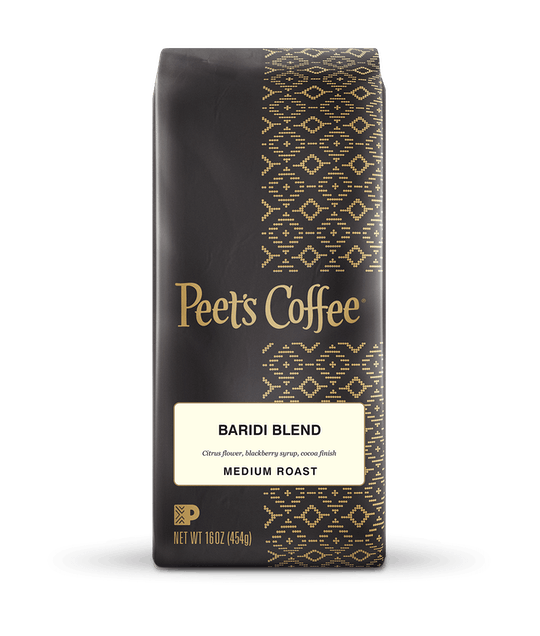 Peet's Coffee®
BARIDI BLEND
Citrus flower, blackberry syrup, cocoa finish
MEDIUM ROAST
P
NET WT 16OZ (454g)